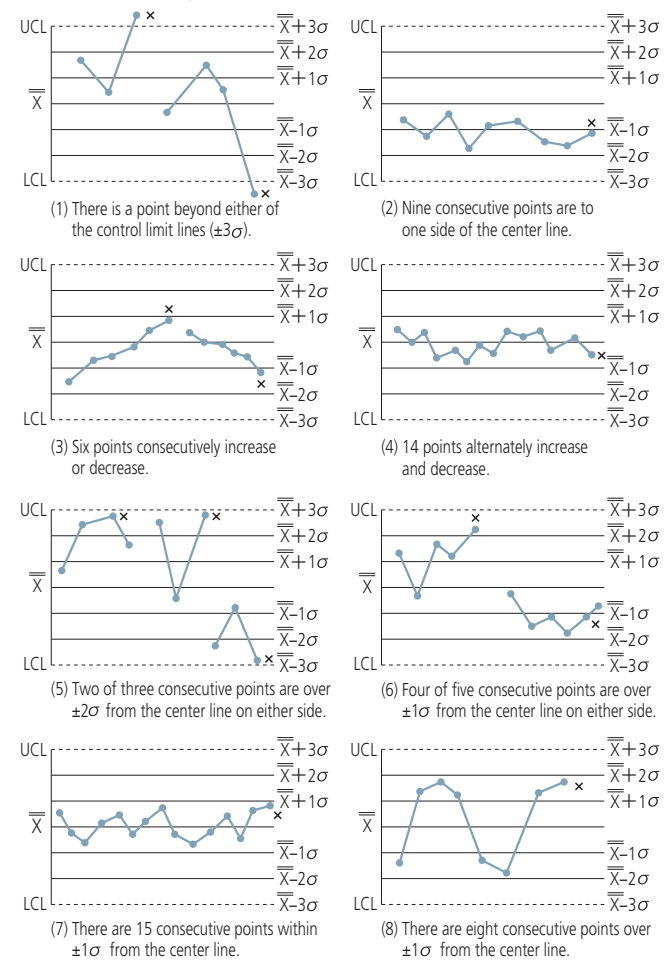 UCL X̿+3σ
X̿+2σ
X̿+1σ
X̿
X̿–1σ
X̿–2σ
LCL X̿–3σ
(1) There is a point beyond either of
the control limit lines (±3σ).
UCL X̿+3σ
X̿+2σ
X̿+1σ
X̿
X̿–1σ
X̿–2σ
LCL X̿–3σ
(2) Nine consecutive points are to
one side of the center line.
UCL X̿+3σ
X̿+2σ
X̿+1σ
X̿
X̿–1σ
X̿–2σ
LCL X̿–3σ
(3) Six points consecutively increase
or decrease.
UCL X̿+3σ
X̿+2σ
X̿+1σ
X̿
X̿–1σ
X̿–2σ
LCL X̿–3σ
(4) 14 points alternately increase
and decrease.
UCL X̿+3σ
X̿+2σ
X̿+1σ
X̿
X̿–1σ
X̿–2σ
LCL X̿–3σ
(5) Two of three consecutive points are over
±2σ from the center line on either side.
UCL X̿+3σ
X̿+2σ
X̿+1σ
X̿
X̿–1σ
X̿–2σ
LCL X̿–3σ
(6) Four of five consecutive points are over
±1σ from the center line on either side.
UCL X̿+3σ
X̿+2σ
X̿+1σ
X̿
X̿–1σ
X̿–2σ
LCL X̿–3σ
(7) There are 15 consecutive points within
±1σ from the center line.
UCL X̿+3σ
X̿+2σ
X̿+1σ
X̿
X̿–1σ
X̿–2σ
LCL X̿–3σ
(8) There are eight consecutive points over
±1σ from the center line.